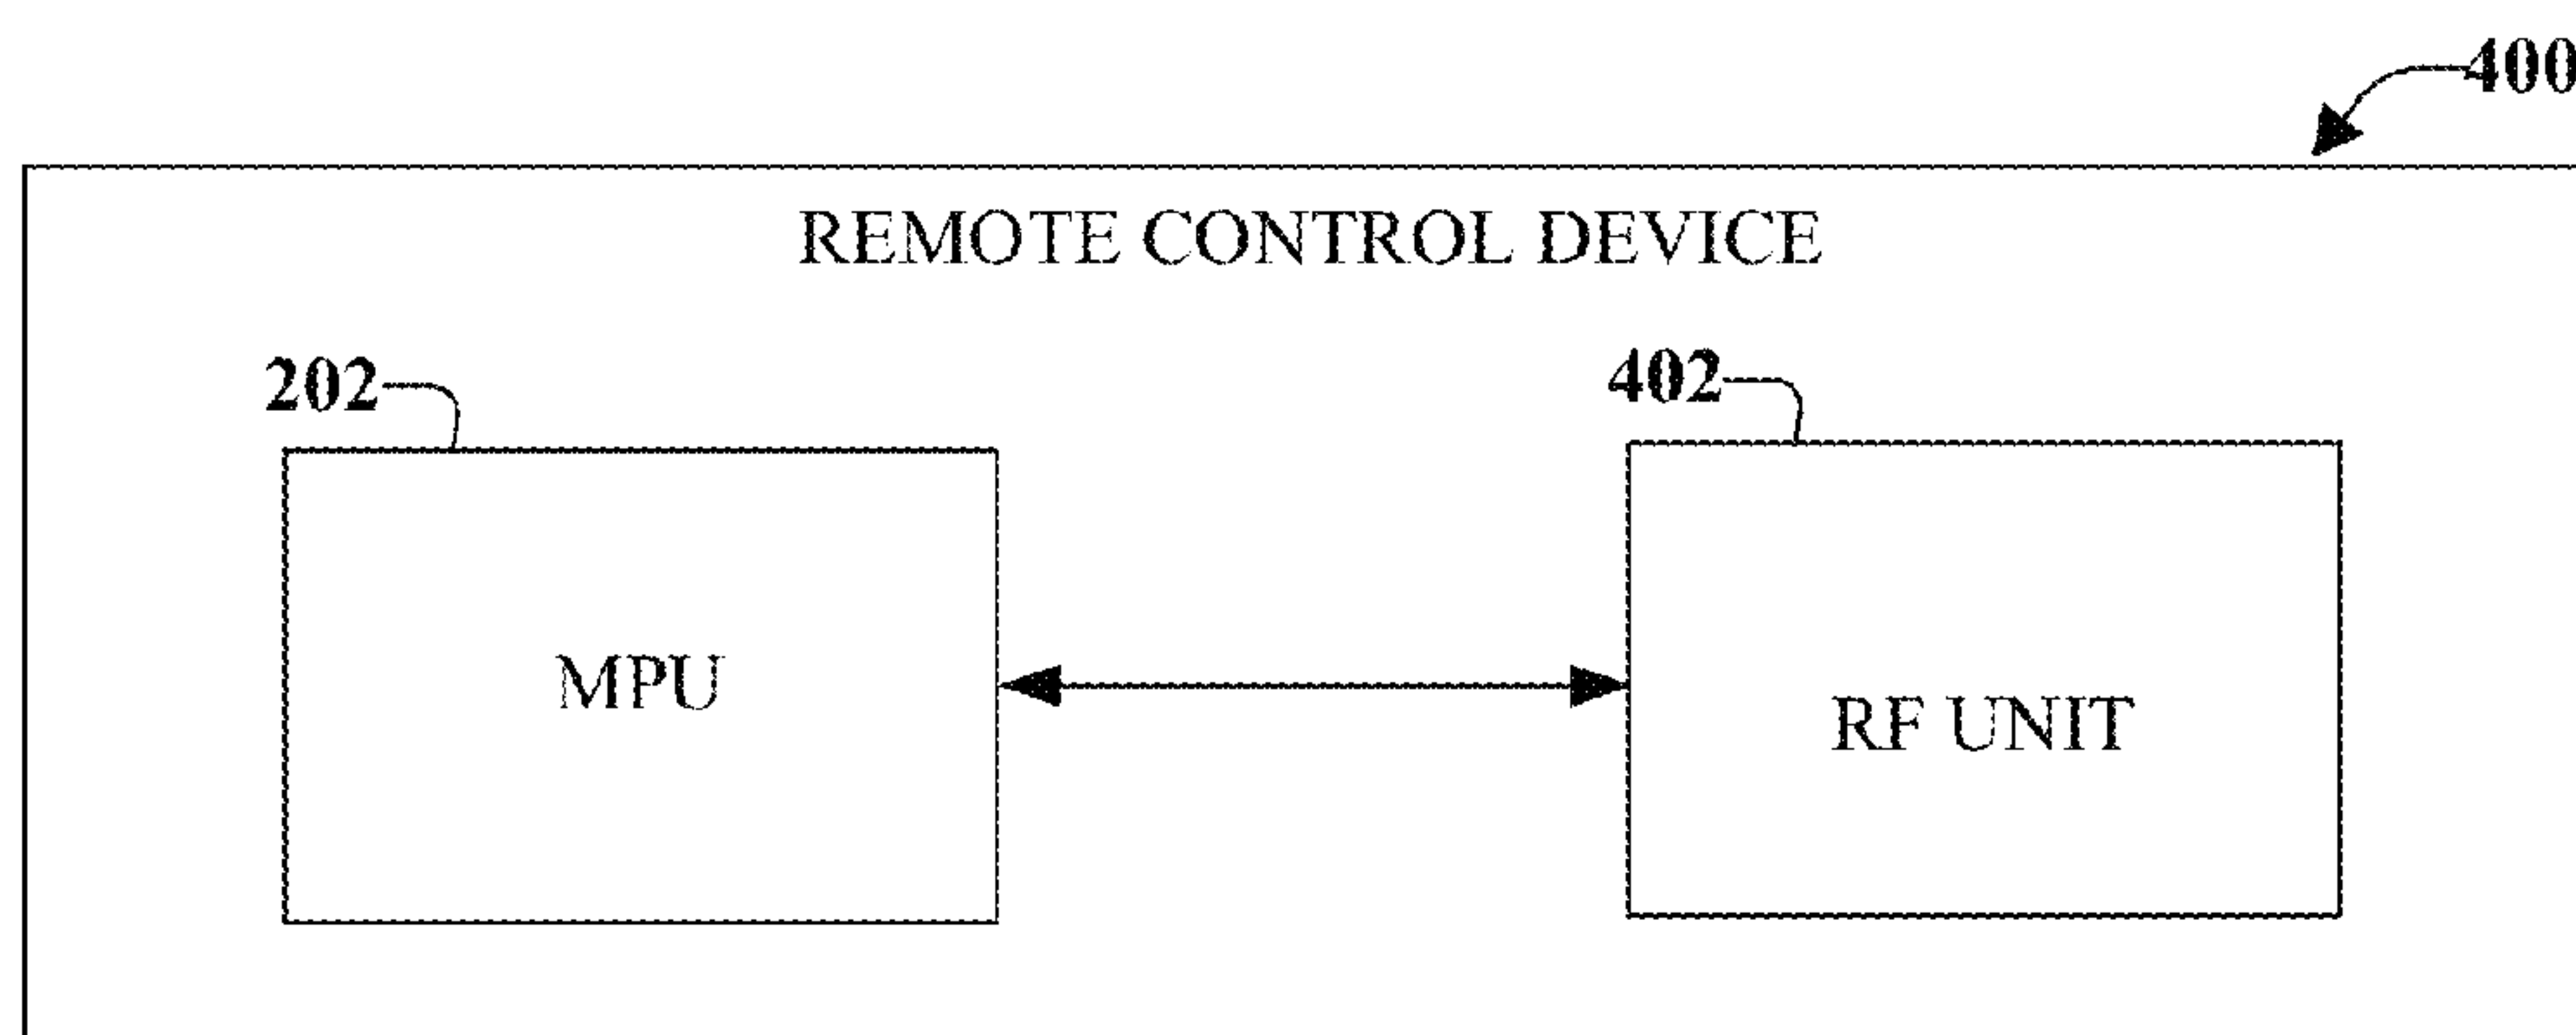 400
REMOTE CONTROL DEVICE
202
402
MPU
RF UNIT